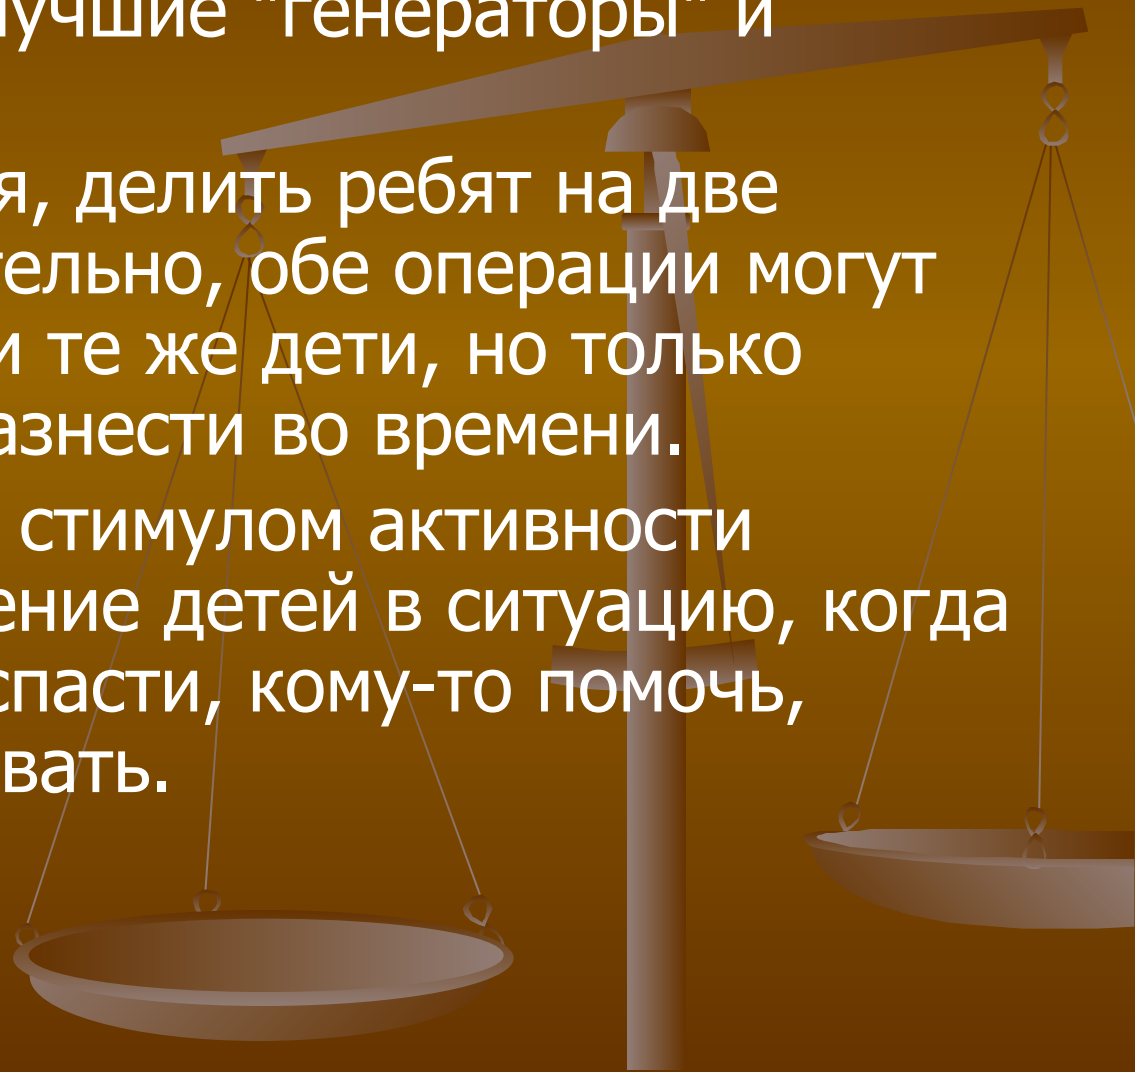 лучшие "генераторы" и
я, делить ребят на две
тельно, обе операции могут
и те же дети, но только
азнести во времени.
стимулом активности
ение детей в ситуацию, когда
спасти, кому-то помочь,
вать.